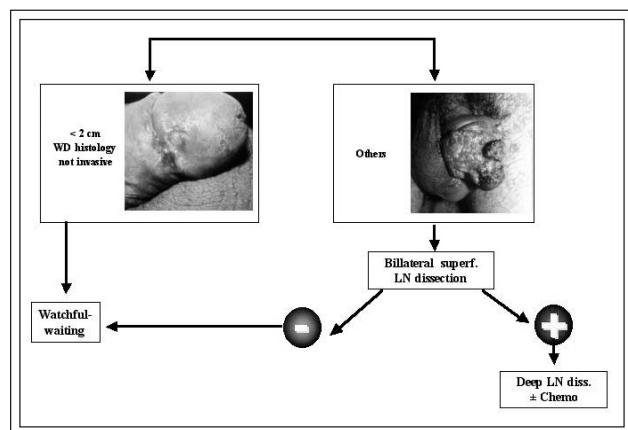 < 2 cm
WD histology
not invasive
Others
Billateral superf.
LN dissection
Watchful-
waiting
-
+
Deep LN diss.
± Chemo